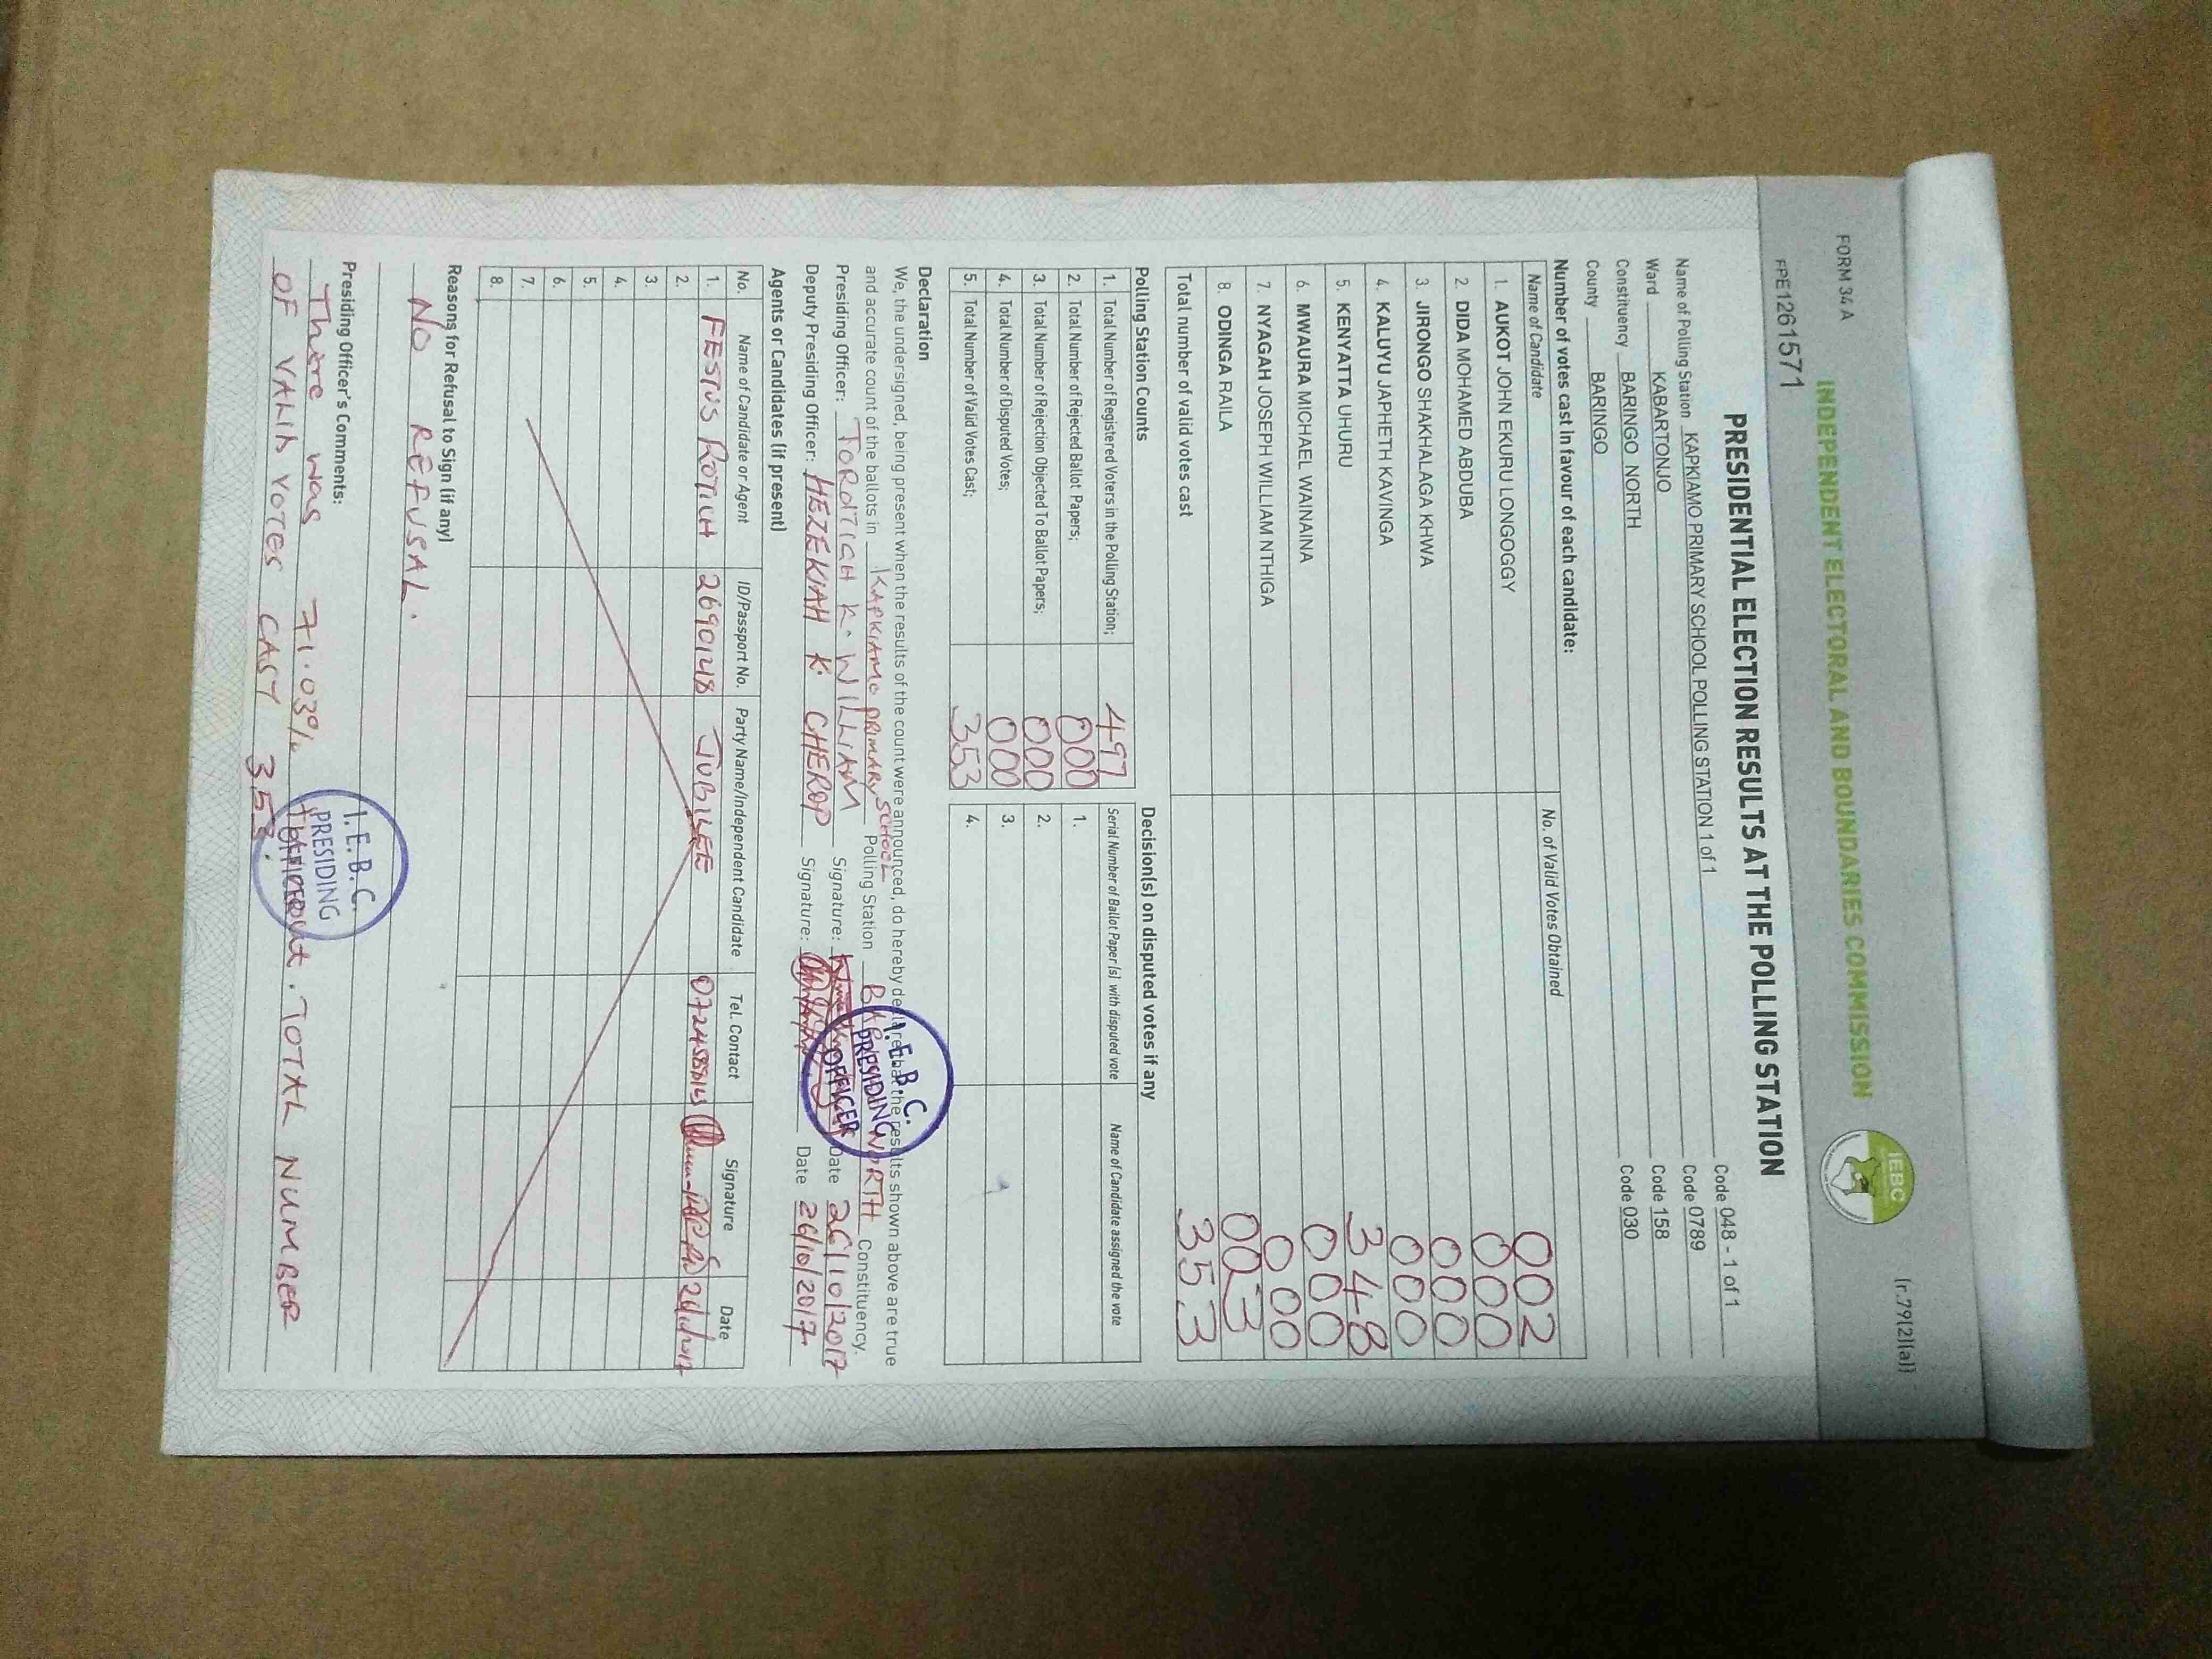 FORM 34 A
(r.79(2)(a))
INDEPENDENT ELECTORAL AND BOUNDARIES COMMISSION
IEBC
FPE1261571
PRESIDENTIAL ELECTION RESULTS AT THE POLLING STATION
Name of Polling Station KAPKIAMO PRIMARY SCHOOL POLLING STATION 1 of 1 Code 048 - 1 of 1
Ward KABARTONJO Code 0789
Constituency BARINGO NORTH Code 158
County BARINGO Code 030
Number of votes cast in favour of each candidate:
Name of Candidate No. of Valid Votes Obtained
1. AUKOT JOHN EKURU LONGOGGY 002
2. DIDA MOHAMED ABDUBA 000
3. JIRONGO SHAKHALAGA KHWA 000
4. KALUYU JAPHETH KAVINGA 000
5. KENYATTA UHURU 348
6. MWAURA MICHAEL WAINAINA 000
7. NYAGAH JOSEPH WILLIAM NTHIGA 000
8. ODINGA RAILA 003
Total number of valid votes cast 353
Polling Station Counts
1. Total Number of Registered Voters in the Polling Station; 497
2. Total Number of Rejected Ballot Papers; 000
3. Total Number of Rejection Objected To Ballot Papers; 000
4. Total Number of Disputed Votes; 000
5. Total Number of Valid Votes Cast; 353
Decision(s) on disputed votes if any
Serial Number of Ballot Paper (s) with disputed vote Name of Candidate assigned the vote
1.
2.
3.
4.
Declaration
We, the undersigned, being present when the results of the count were announced, do hereby declare that the results shown above are true
and accurate count of the ballots in KAPKIAMO PRIMARY SCHOOL Polling Station BARINGO NORTH Constituency.
Presiding Officer: TOROITICH K. WILLIAM Signature: Date 26/10/2017
Deputy Presiding Officer: HEZEKIAH K. CHEROP Signature: Date 26/10/2017
I.E.B.C.
PRESIDING
OFFICER
Agents or Candidates (if present)
No. Name of Candidate or Agent ID/Passport No. Party Name/Independent Candidate Tel. Contact Signature Date
1. FESTUS ROTICH 26901218 JUBILEE
2.
3.
4.
5.
6.
7.
8.
Reasons for Refusal to Sign (if any)
NO REFUSAL.
Presiding Officer's Comments:
There was 71.03% turnout. TOTAL NUMBER
OF VALID VOTES CAST 353.
I.E.B.C.
PRESIDING
OFFICER